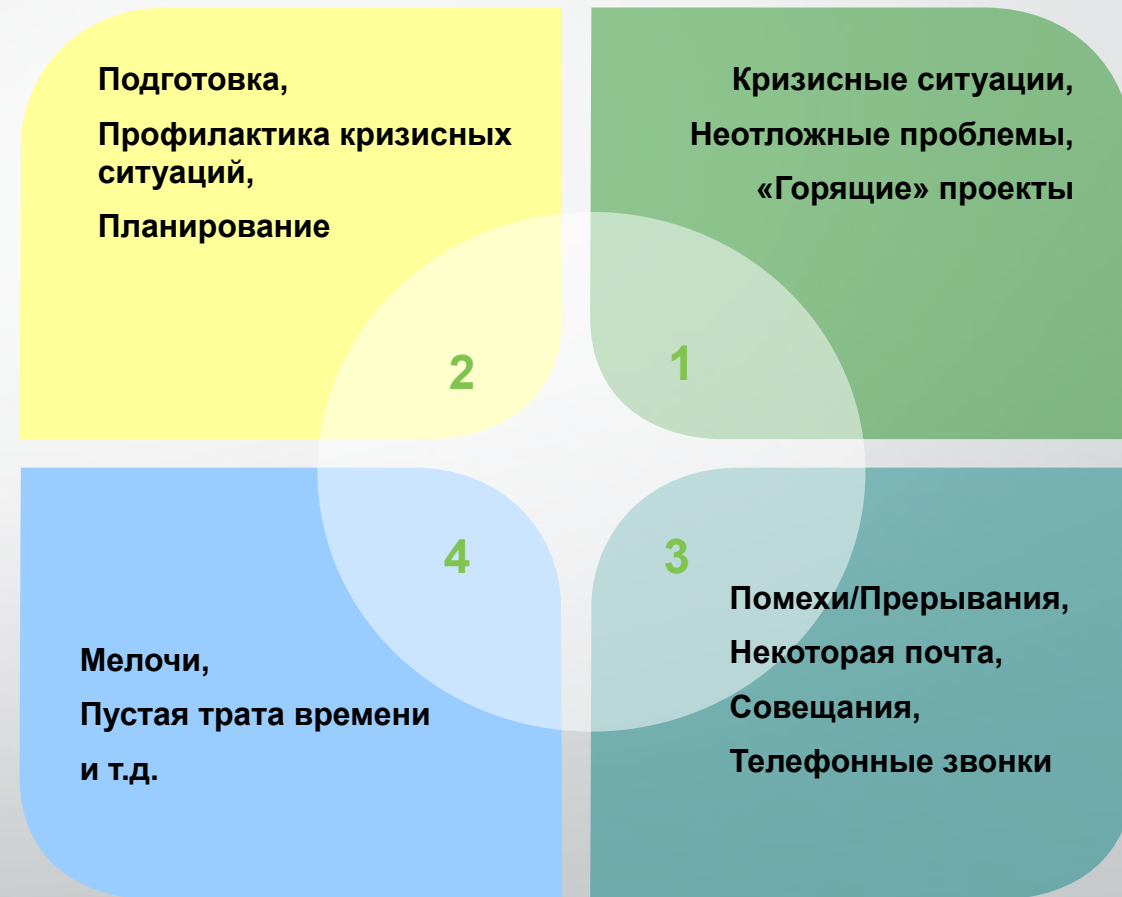 Подготовка,
Профилактика кризисных
ситуаций,
Планирование
2
Кризисные ситуации,
Неотложные проблемы,
«Горящие» проекты
1
4
Мелочи,
Пустая трата времени
и т.д.
3
Помехи/Прерывания,
Некоторая почта,
Совещания,
Телефонные звонки